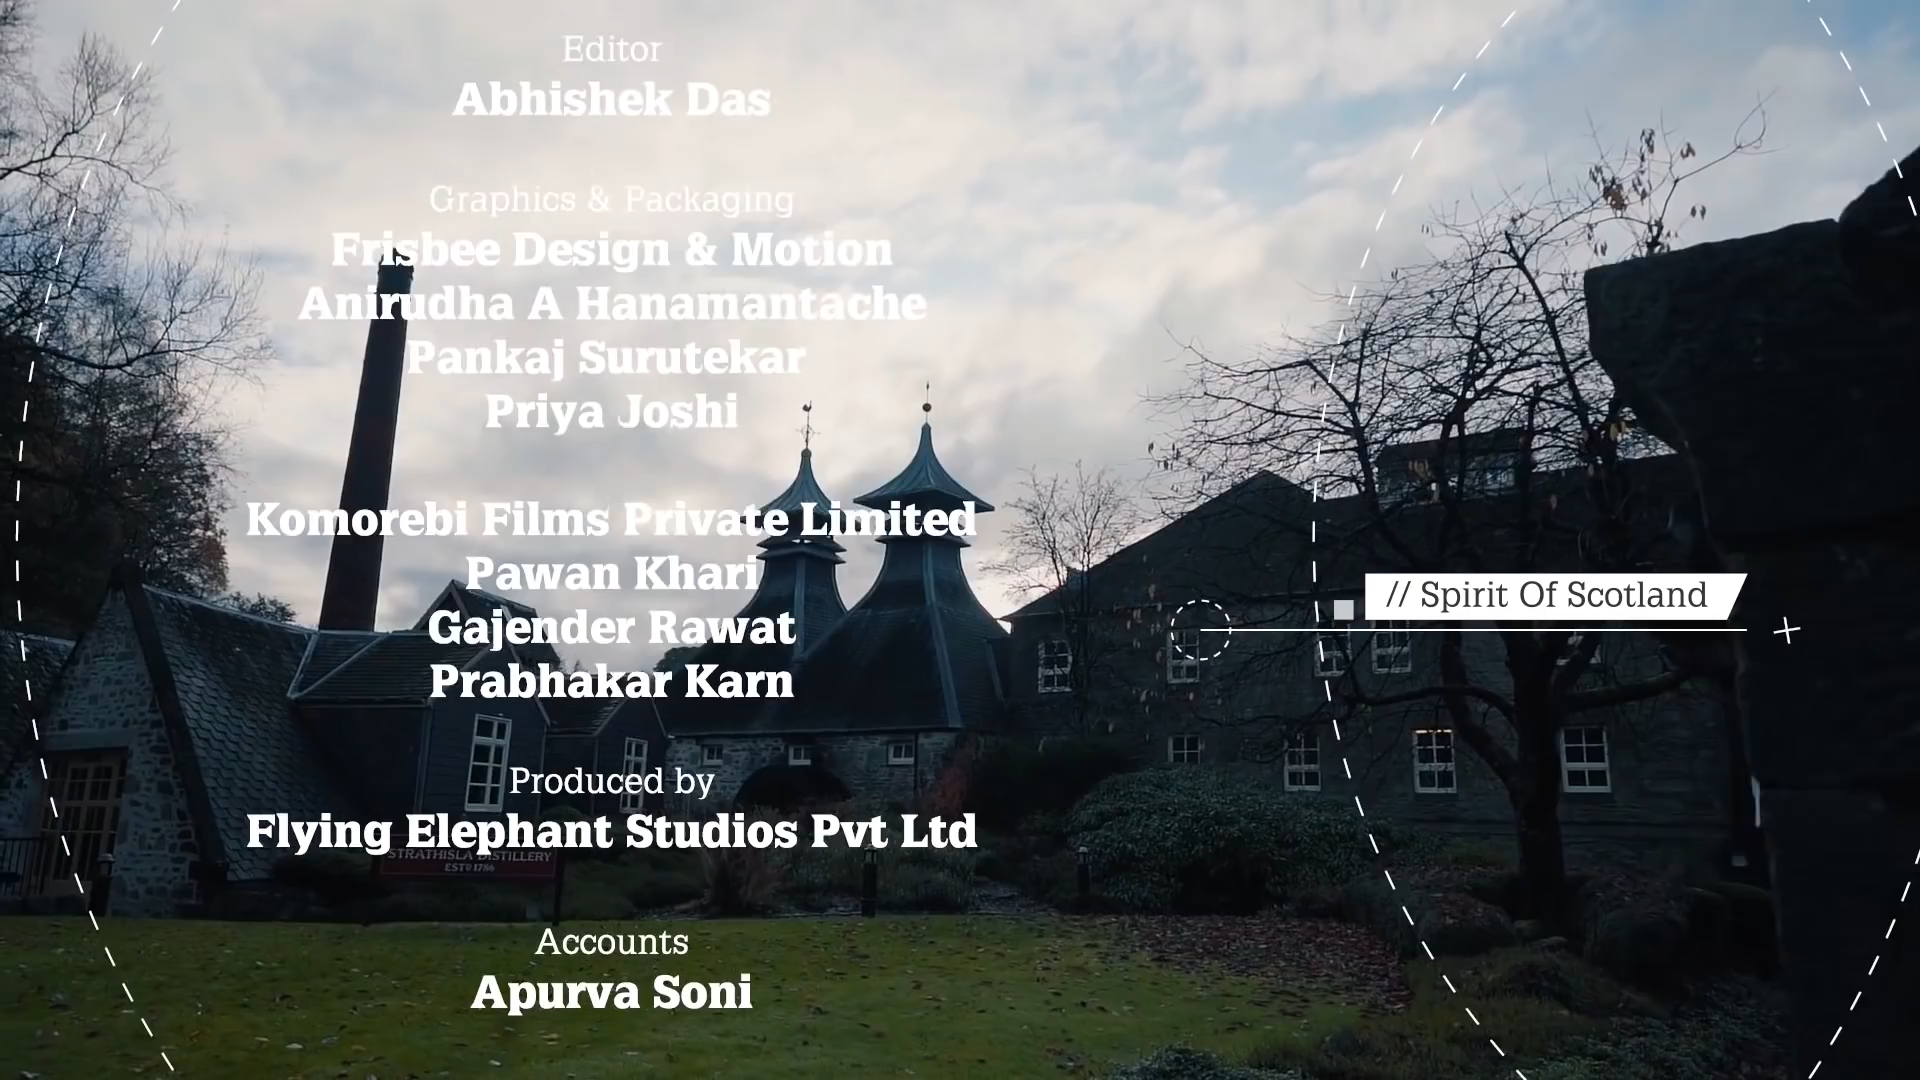 Editor
Abhishek Das
Graphics & Packaging
Frisbee Design & Motion
Anirudha A Hanamantache
Pankaj Surutekar
Priya Joshi
Komorebi Films Private Limited
Pawan Khari
Gajender Rawat
Prabhakar Karn
// Spirit Of Scotland
Produced by
Flying Elephant Studios Pvt Ltd
STRATHISLA DISTILLERY
ESTD 1786
Accounts
Apurva Soni